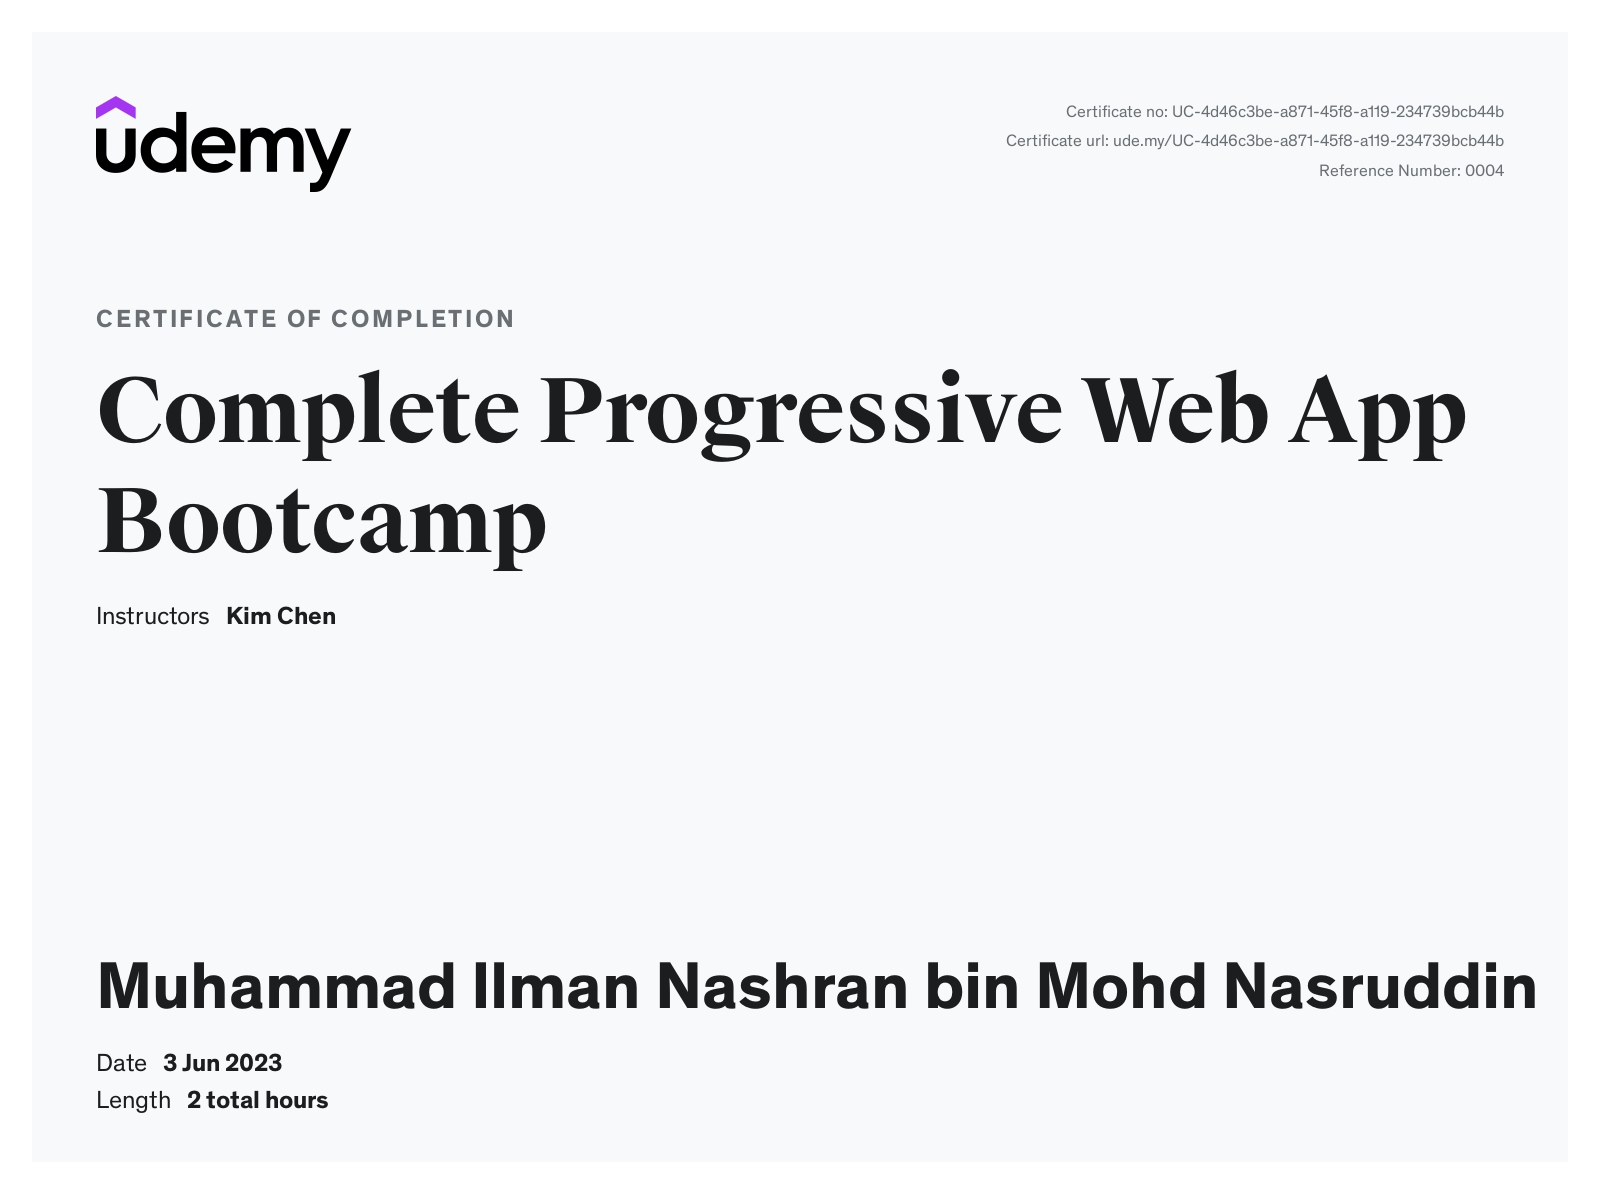 udemy
Certificate no: UC-4d46c3be-a871-45f8-a119-234739bcb44b
Certificate url: ude.my/UC-4d46c3be-a871-45f8-a119-234739bcb44b
Reference Number: 0004
CERTIFICATE OF COMPLETION
Complete Progressive Web App
Bootcamp
Instructors Kim Chen
Muhammad Ilman Nashran bin Mohd Nasruddin
Date 3 Jun 2023
Length 2 total hours